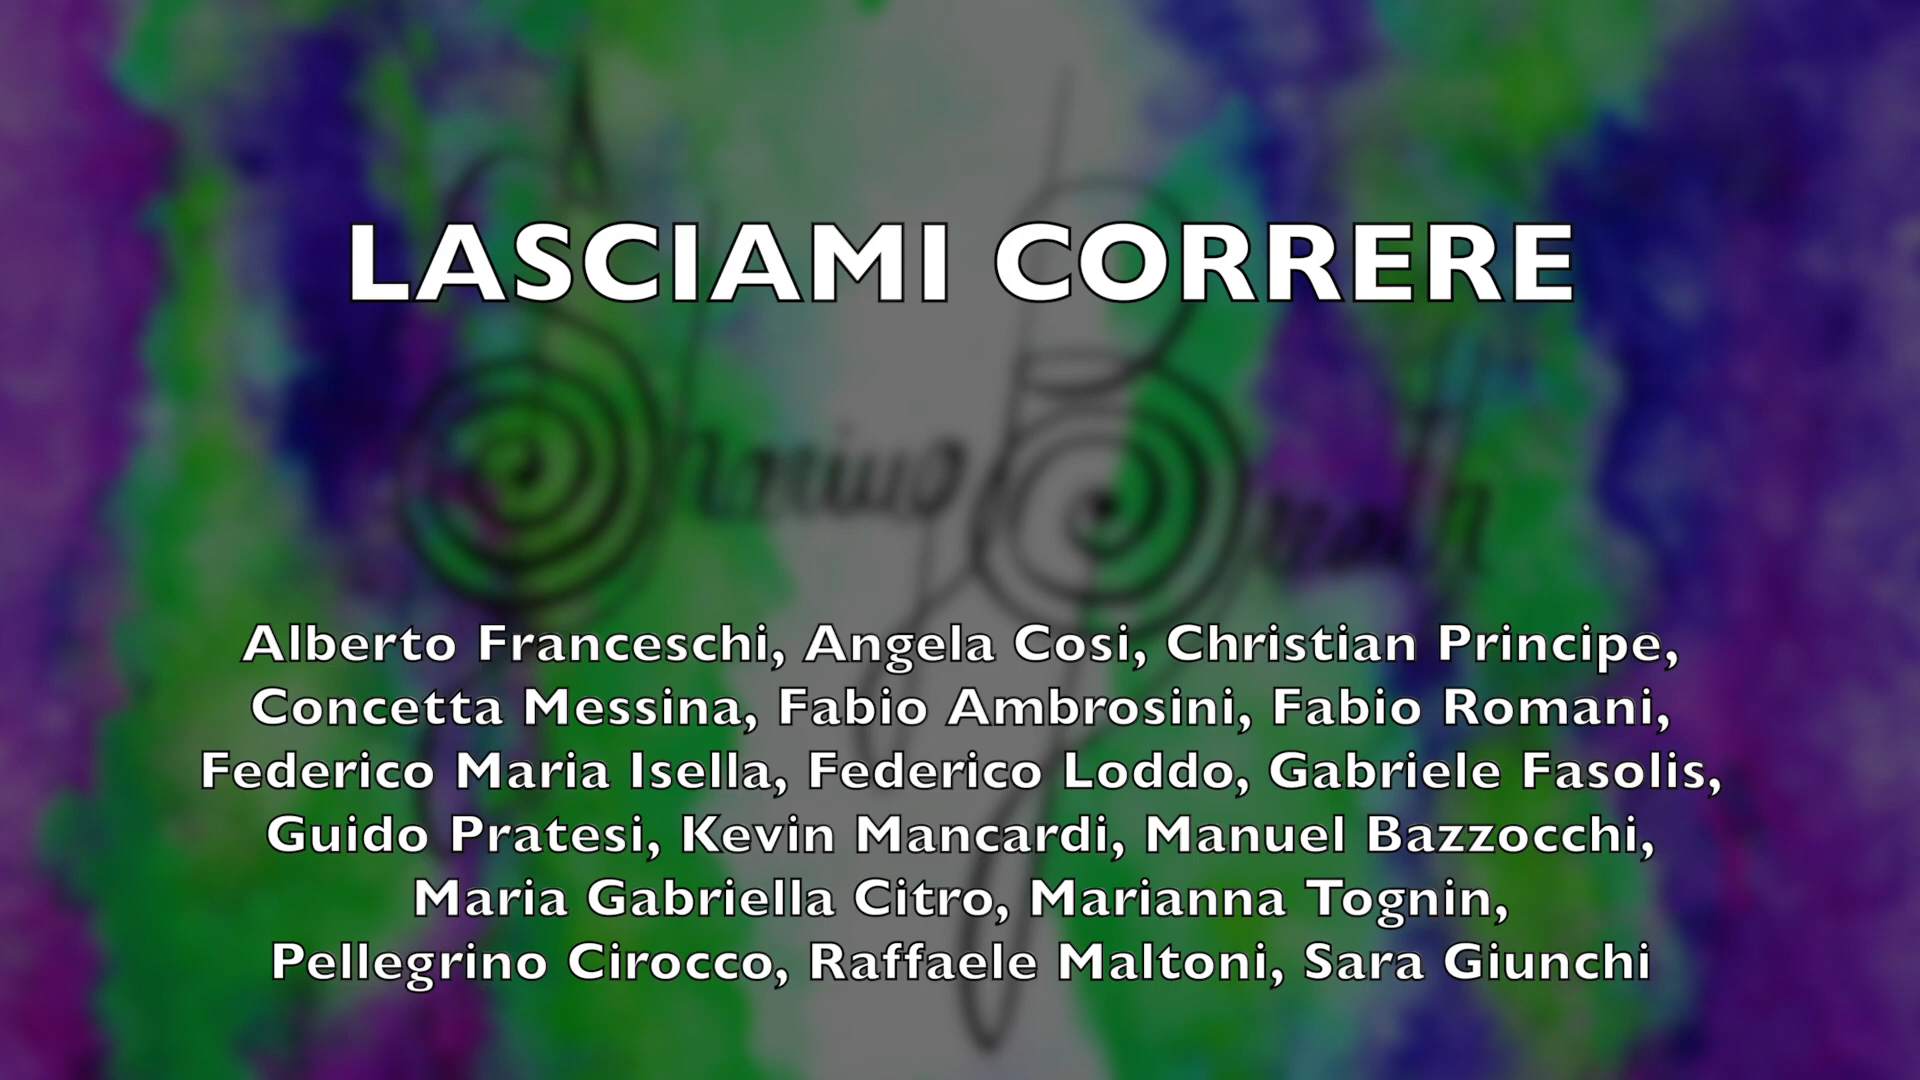 LASCIAMI CORRERE
Alberto Franceschi, Angela Cosi, Christian Principe,
Concetta Messina, Fabio Ambrosini, Fabio Romani,
Federico Maria Isella, Federico Loddo, Gabriele Fasolis,
Guido Pratesi, Kevin Mancardi, Manuel Bazzocchi,
Maria Gabriella Citro, Marianna Tognin,
Pellegrino Cirocco, Raffaele Maltoni, Sara Giunchi